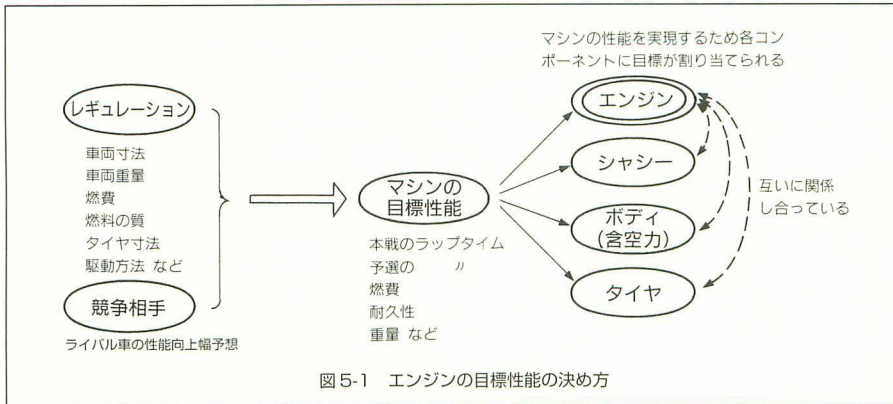 マシンの性能を実現するため各コン
ポーネントに目標が割り当てられる
レギュレーション
車両寸法
車両重量
燃費
燃料の質
タイヤ寸法
駆動方法 など
競争相手
ライバル車の性能向上幅予想
マシンの
目標性能
本戦のラップタイム
予選の 〃
燃費
耐久性
重量 など
エンジン
シャシー
ボディ
(含空力)
タイヤ
互いに関係
し合っている
図5-1 エンジンの目標性能の決め方